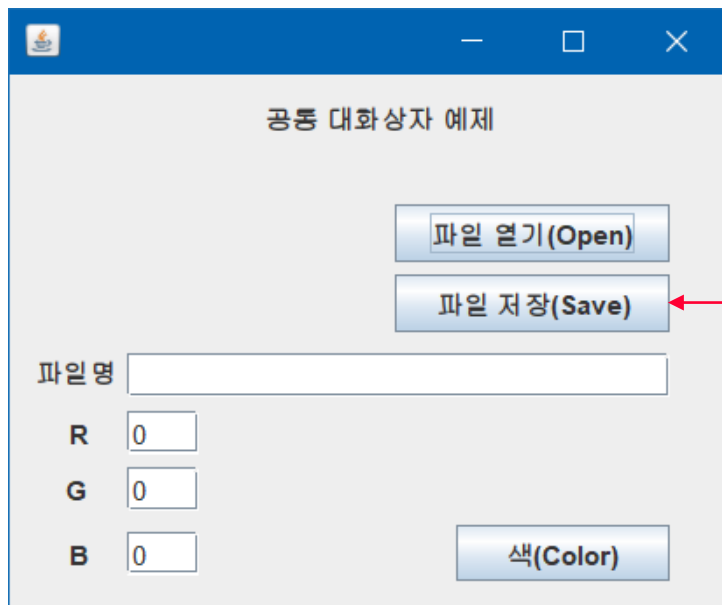 공통 대화상자 예제
파일 열기(Open)
파일 저장(Save)
파일명
R 0
G 0
B 0 색(Color)